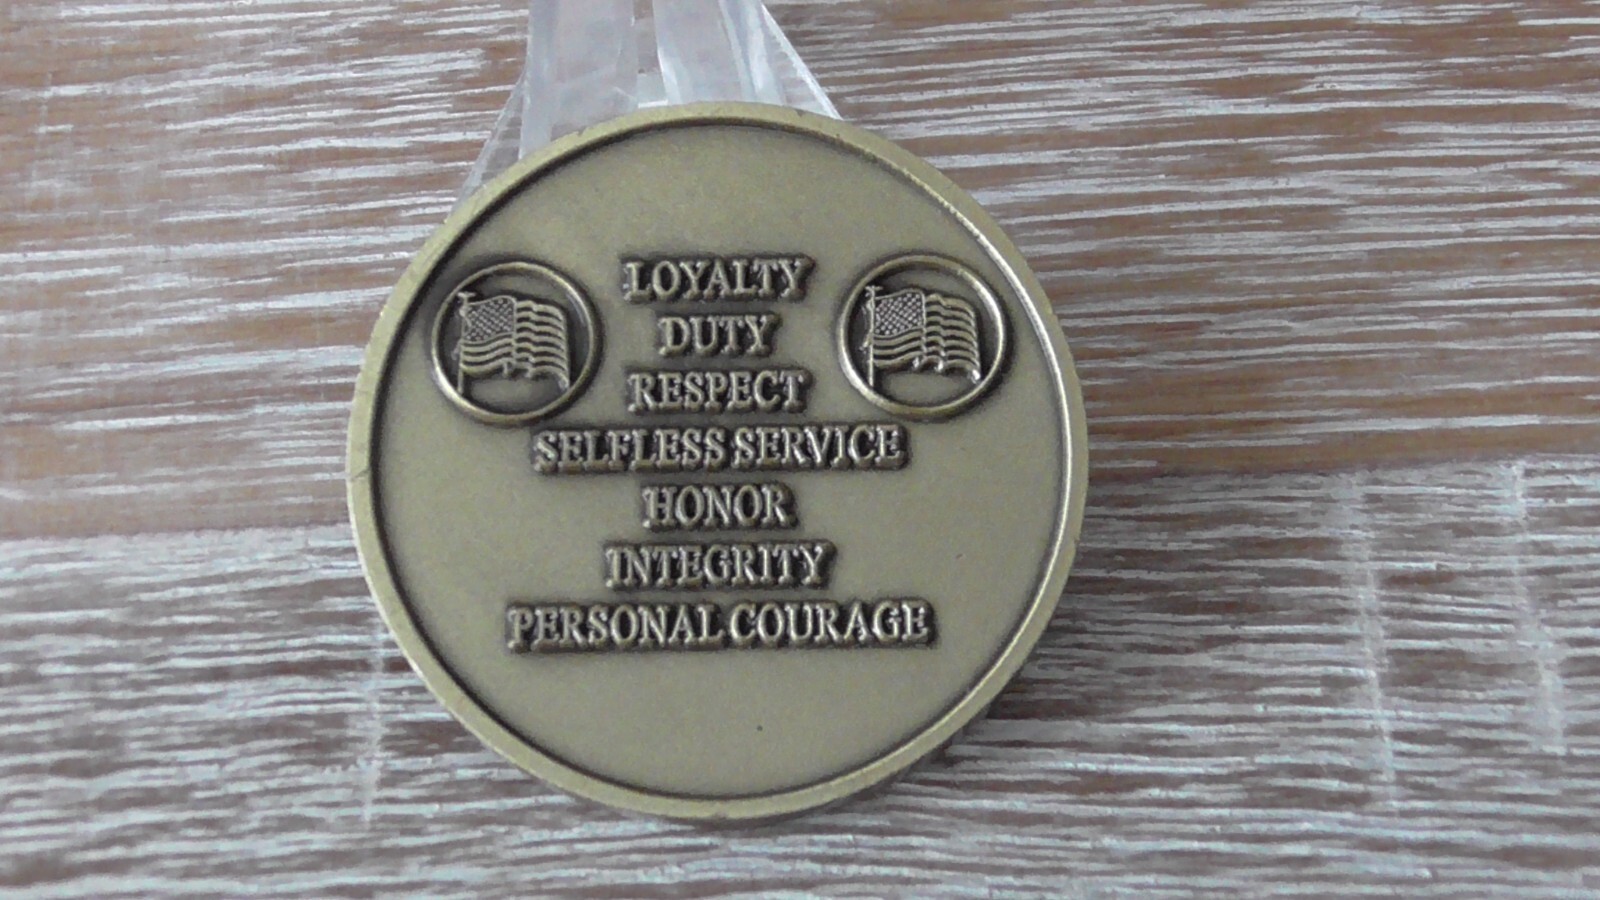 LOYALTY
DUTY
RESPECT
SELFLESS SERVICE
HONOR
INTEGRITY
PERSONAL COURAGE